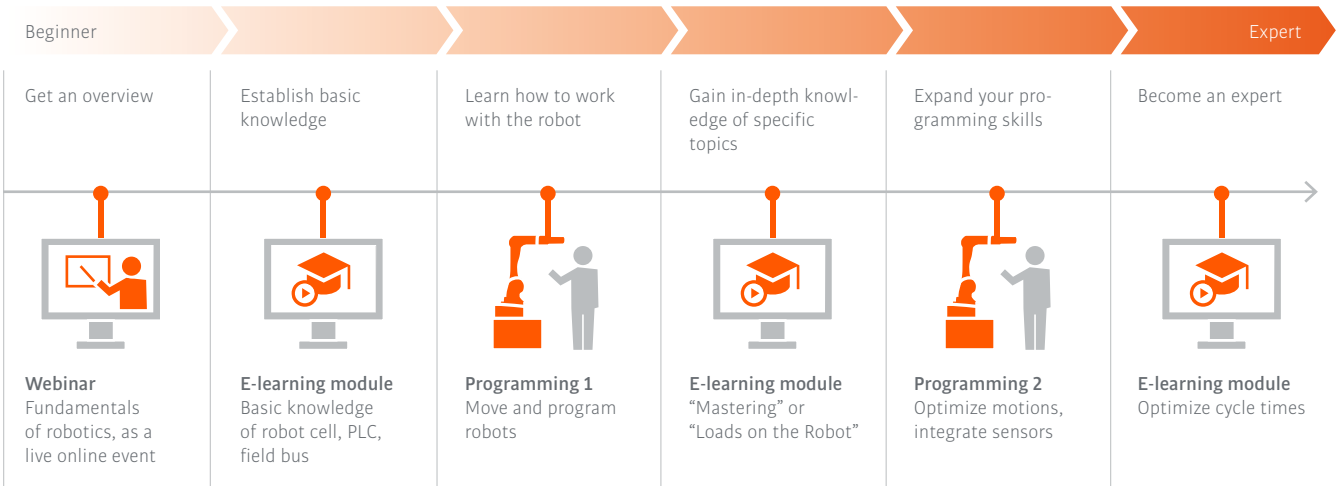 Beginner
Expert
Get an overview
Establish basic
knowledge
Learn how to work
with the robot
Gain in-depth knowl-
edge of specific
topics
Expand your pro-
gramming skills
Become an expert
Webinar
Fundamentals
of robotics, as a
live online event
E-learning module
Basic knowledge
of robot cell, PLC,
field bus
Programming 1
Move and program
robots
E-learning module
“Mastering” or
“Loads on the Robot”
Programming 2
Optimize motions,
integrate sensors
E-learning module
Optimize cycle times